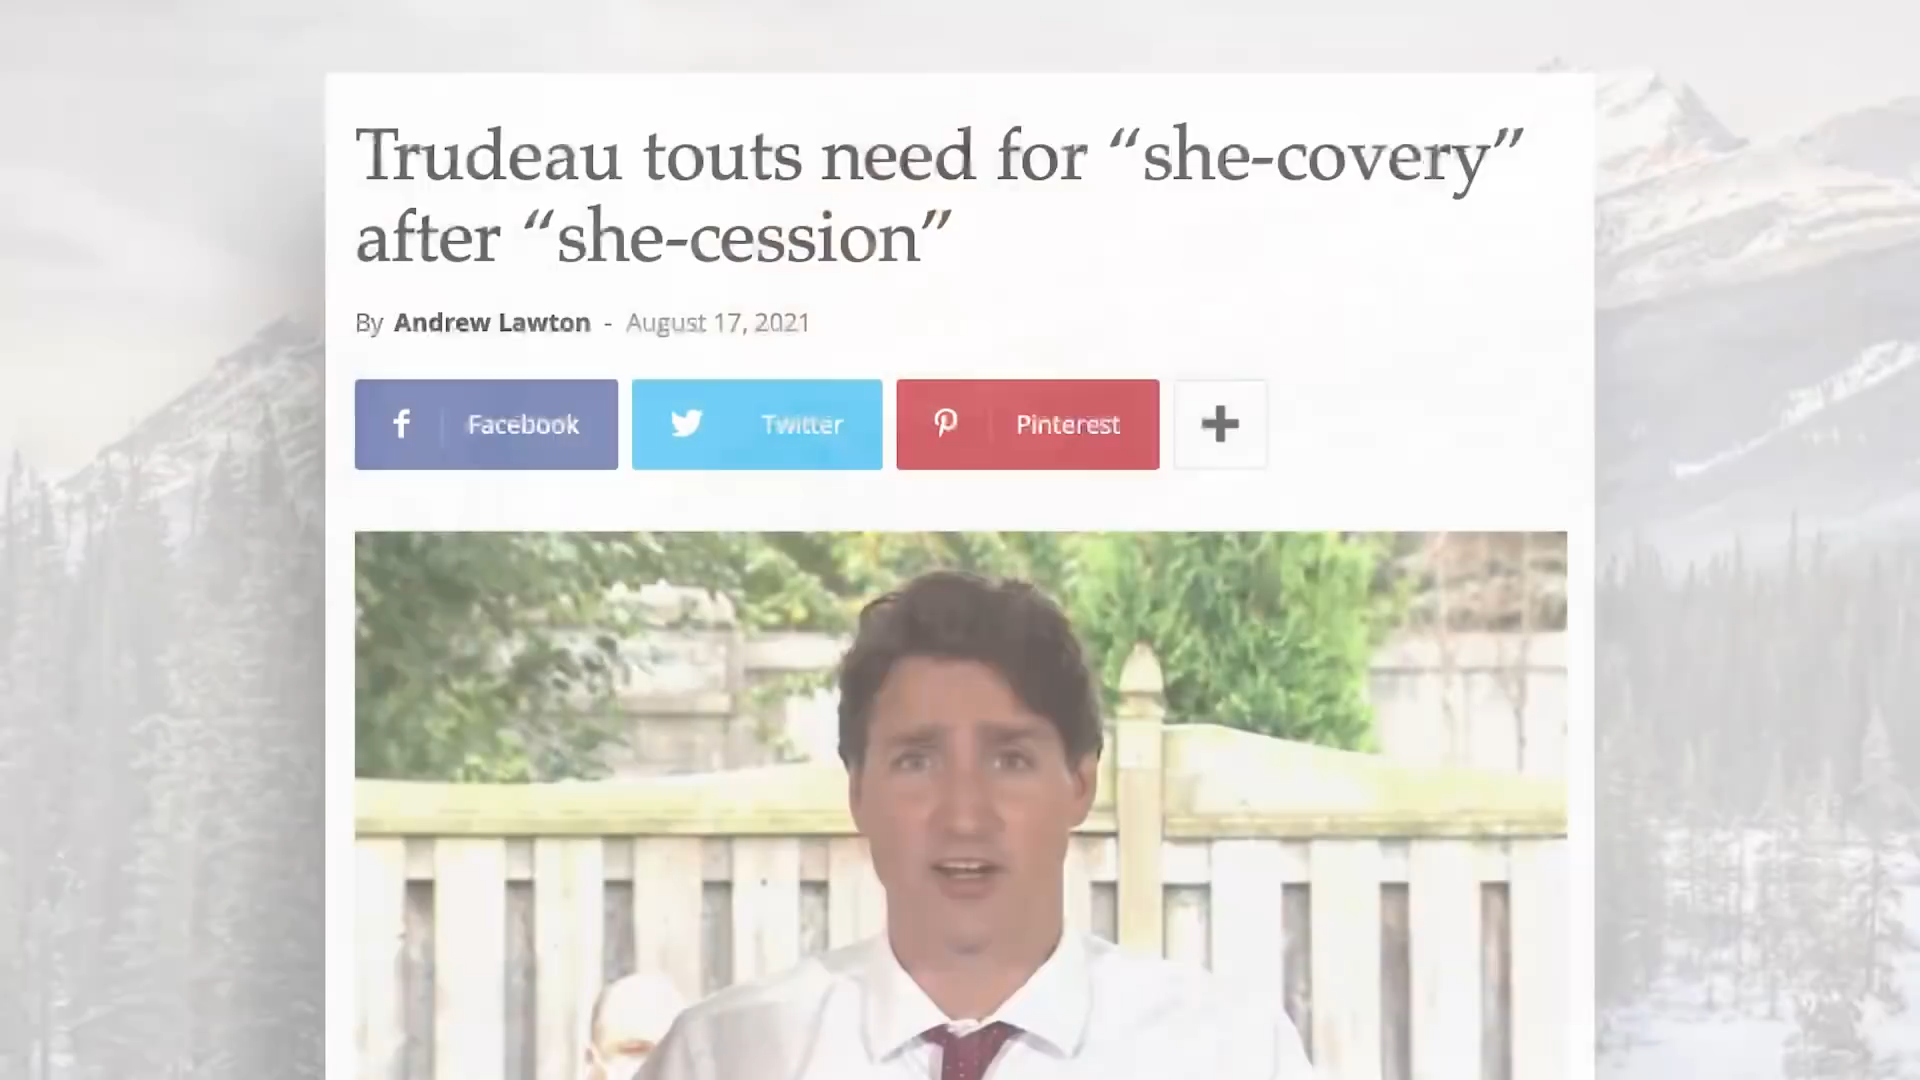 Trudeau touts need for “she-covery”
after “she-cession”
By Andrew Lawton - August 17, 2021
Facebook
Twitter
Pinterest